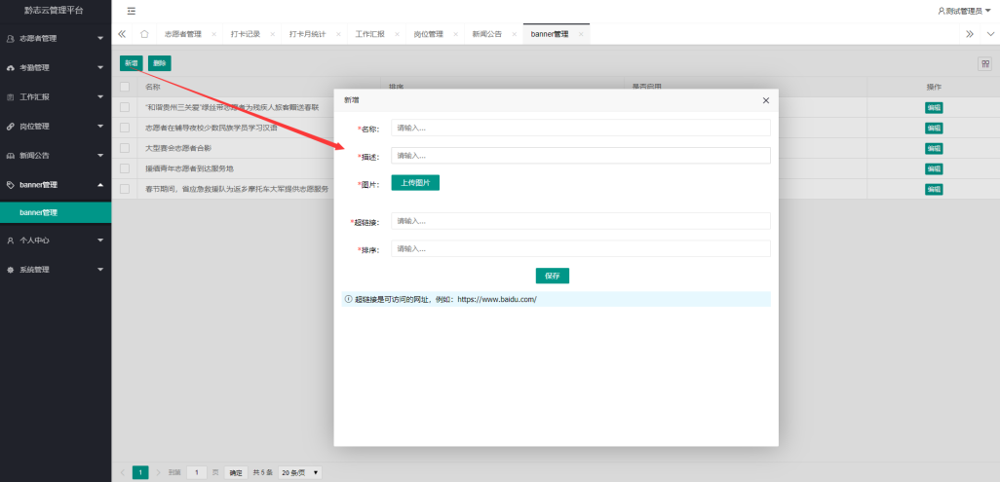 黔志云管理平台
测试管理员
志愿者管理
打卡记录
打卡月统计
工作汇报
岗位管理
新闻公告
banner管理
志愿者管理
考勤管理
工作汇报
岗位管理
新闻公告
banner管理
banner管理
个人中心
系统管理
新增
删除
名称
排序
是否启用
操作
"和谐贵州三关爱"绿丝带志愿者为残疾人旅客赠送春联
编辑
志愿者在辅导夜校少数民族学员学习汉语
编辑
大型赛会志愿者合影
编辑
援缅青年志愿者到达服务地
编辑
春节期间，省应急救援队为返乡摩托车大军提供志愿服务
编辑
新增
*名称：
请输入...
*描述：
请输入...
*图片：
上传图片
*超链接：
请输入...
*排序：
请输入...
保存
超链接是可访问的网址，例如：https://www.baidu.com/
1
到第
1
页
确定
共 5 条
20 条/页